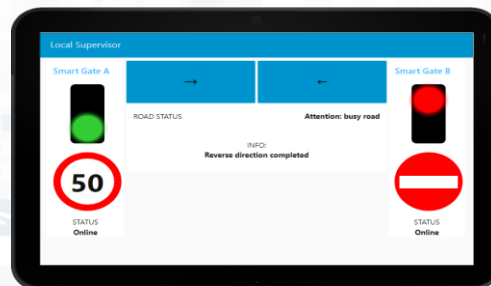 Local Supervisor
Smart Gate A
→
←
Smart Gate B
ROAD STATUS
Attention: busy road
INFO:
Reverse direction completed
50
STATUS
Online
STATUS
Online